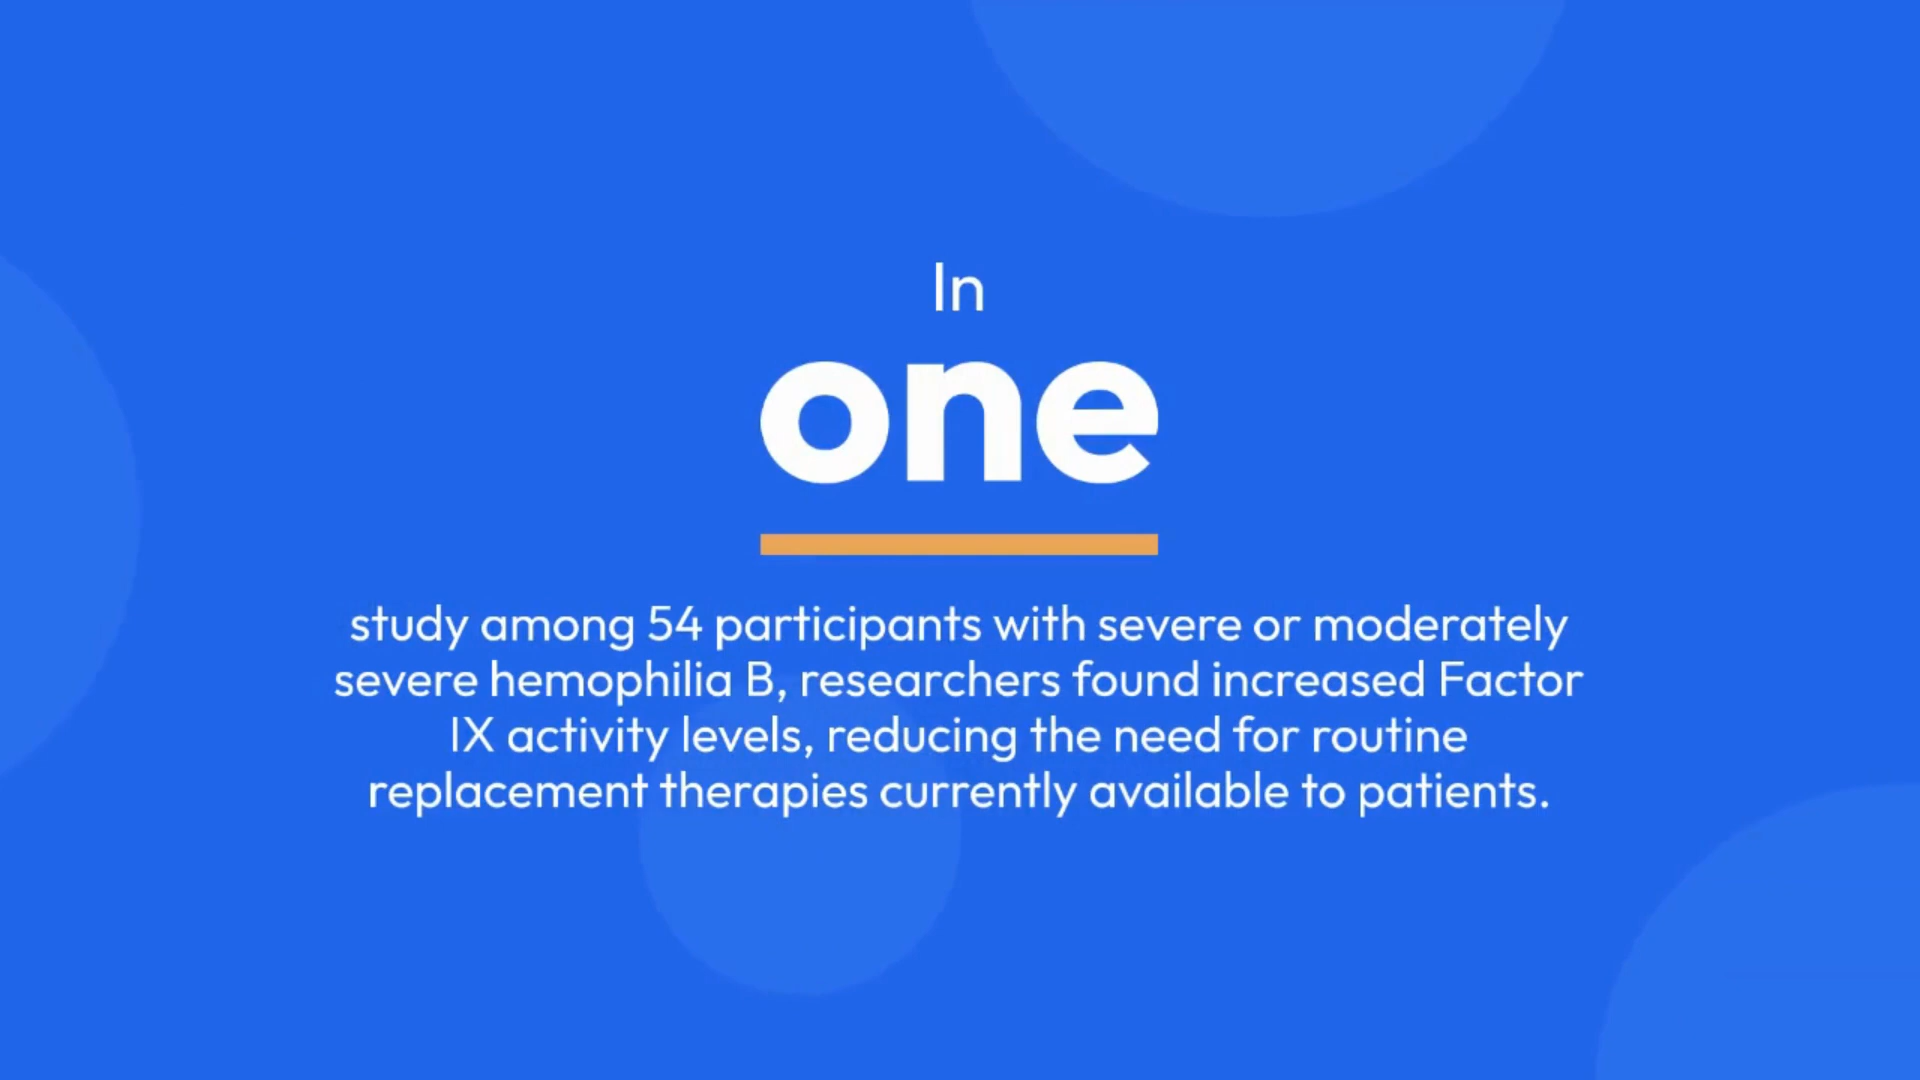 In
one
study among 54 participants with severe or moderately
severe hemophilia B, researchers found increased Factor
IX activity levels, reducing the need for routine
replacement therapies currently available to patients.